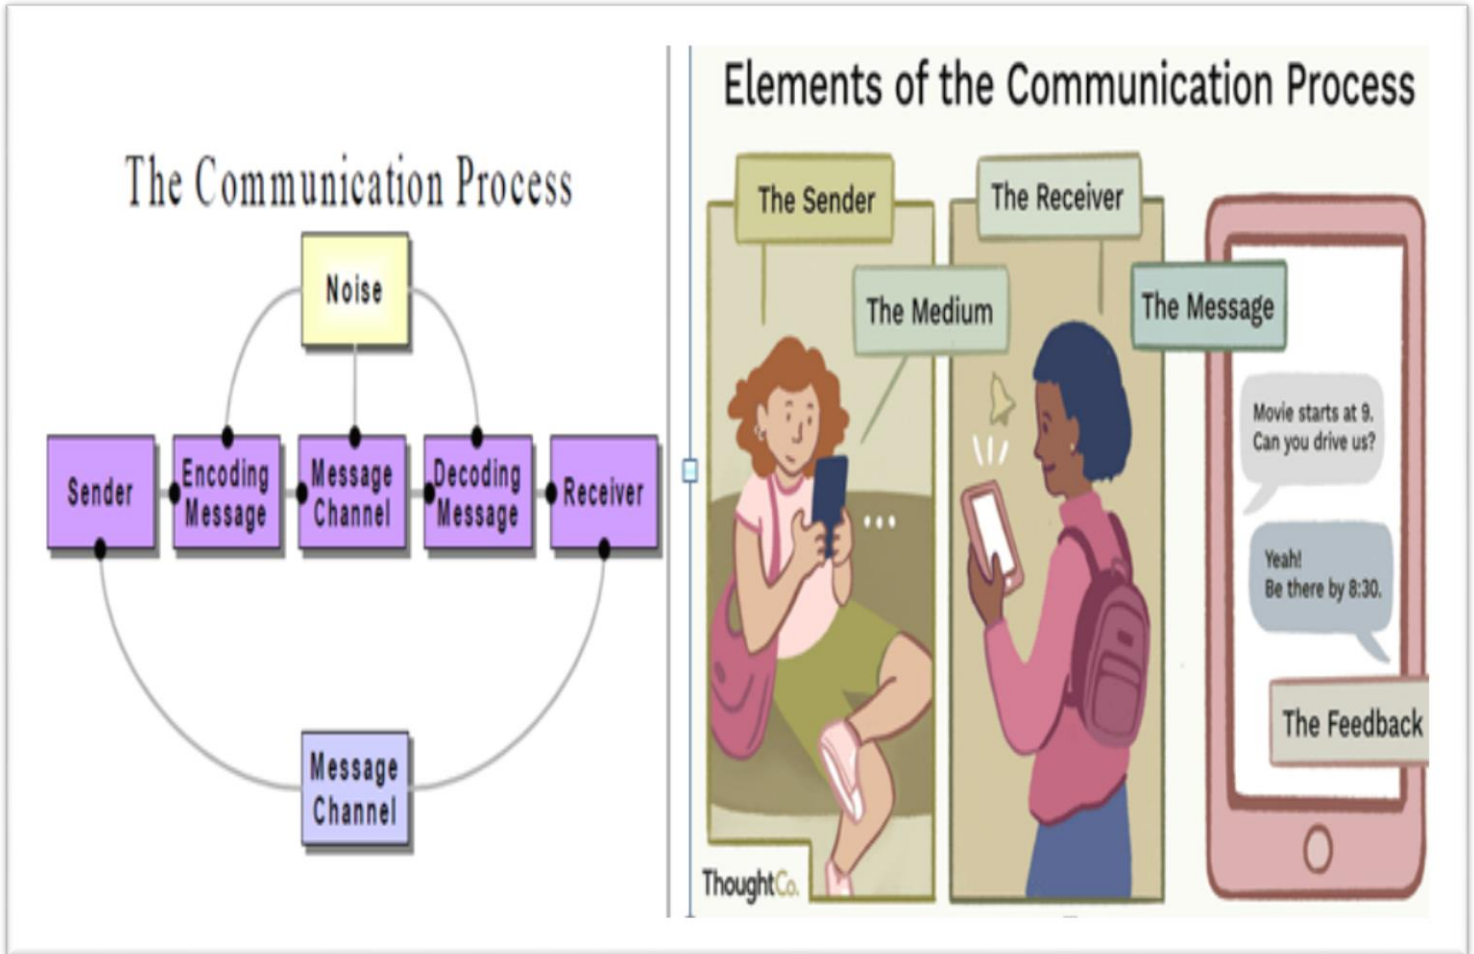 The Communication Process
Noise
Sender
Encoding
Message
Message
Channel
Decoding
Message
Receiver
Message
Channel
Elements of the Communication Process
The Sender
The Receiver
The Medium
The Message
Movie starts at 9.
Can you drive us?
Yeah!
Be there by 8:30.
The Feedback
ThoughtCo.